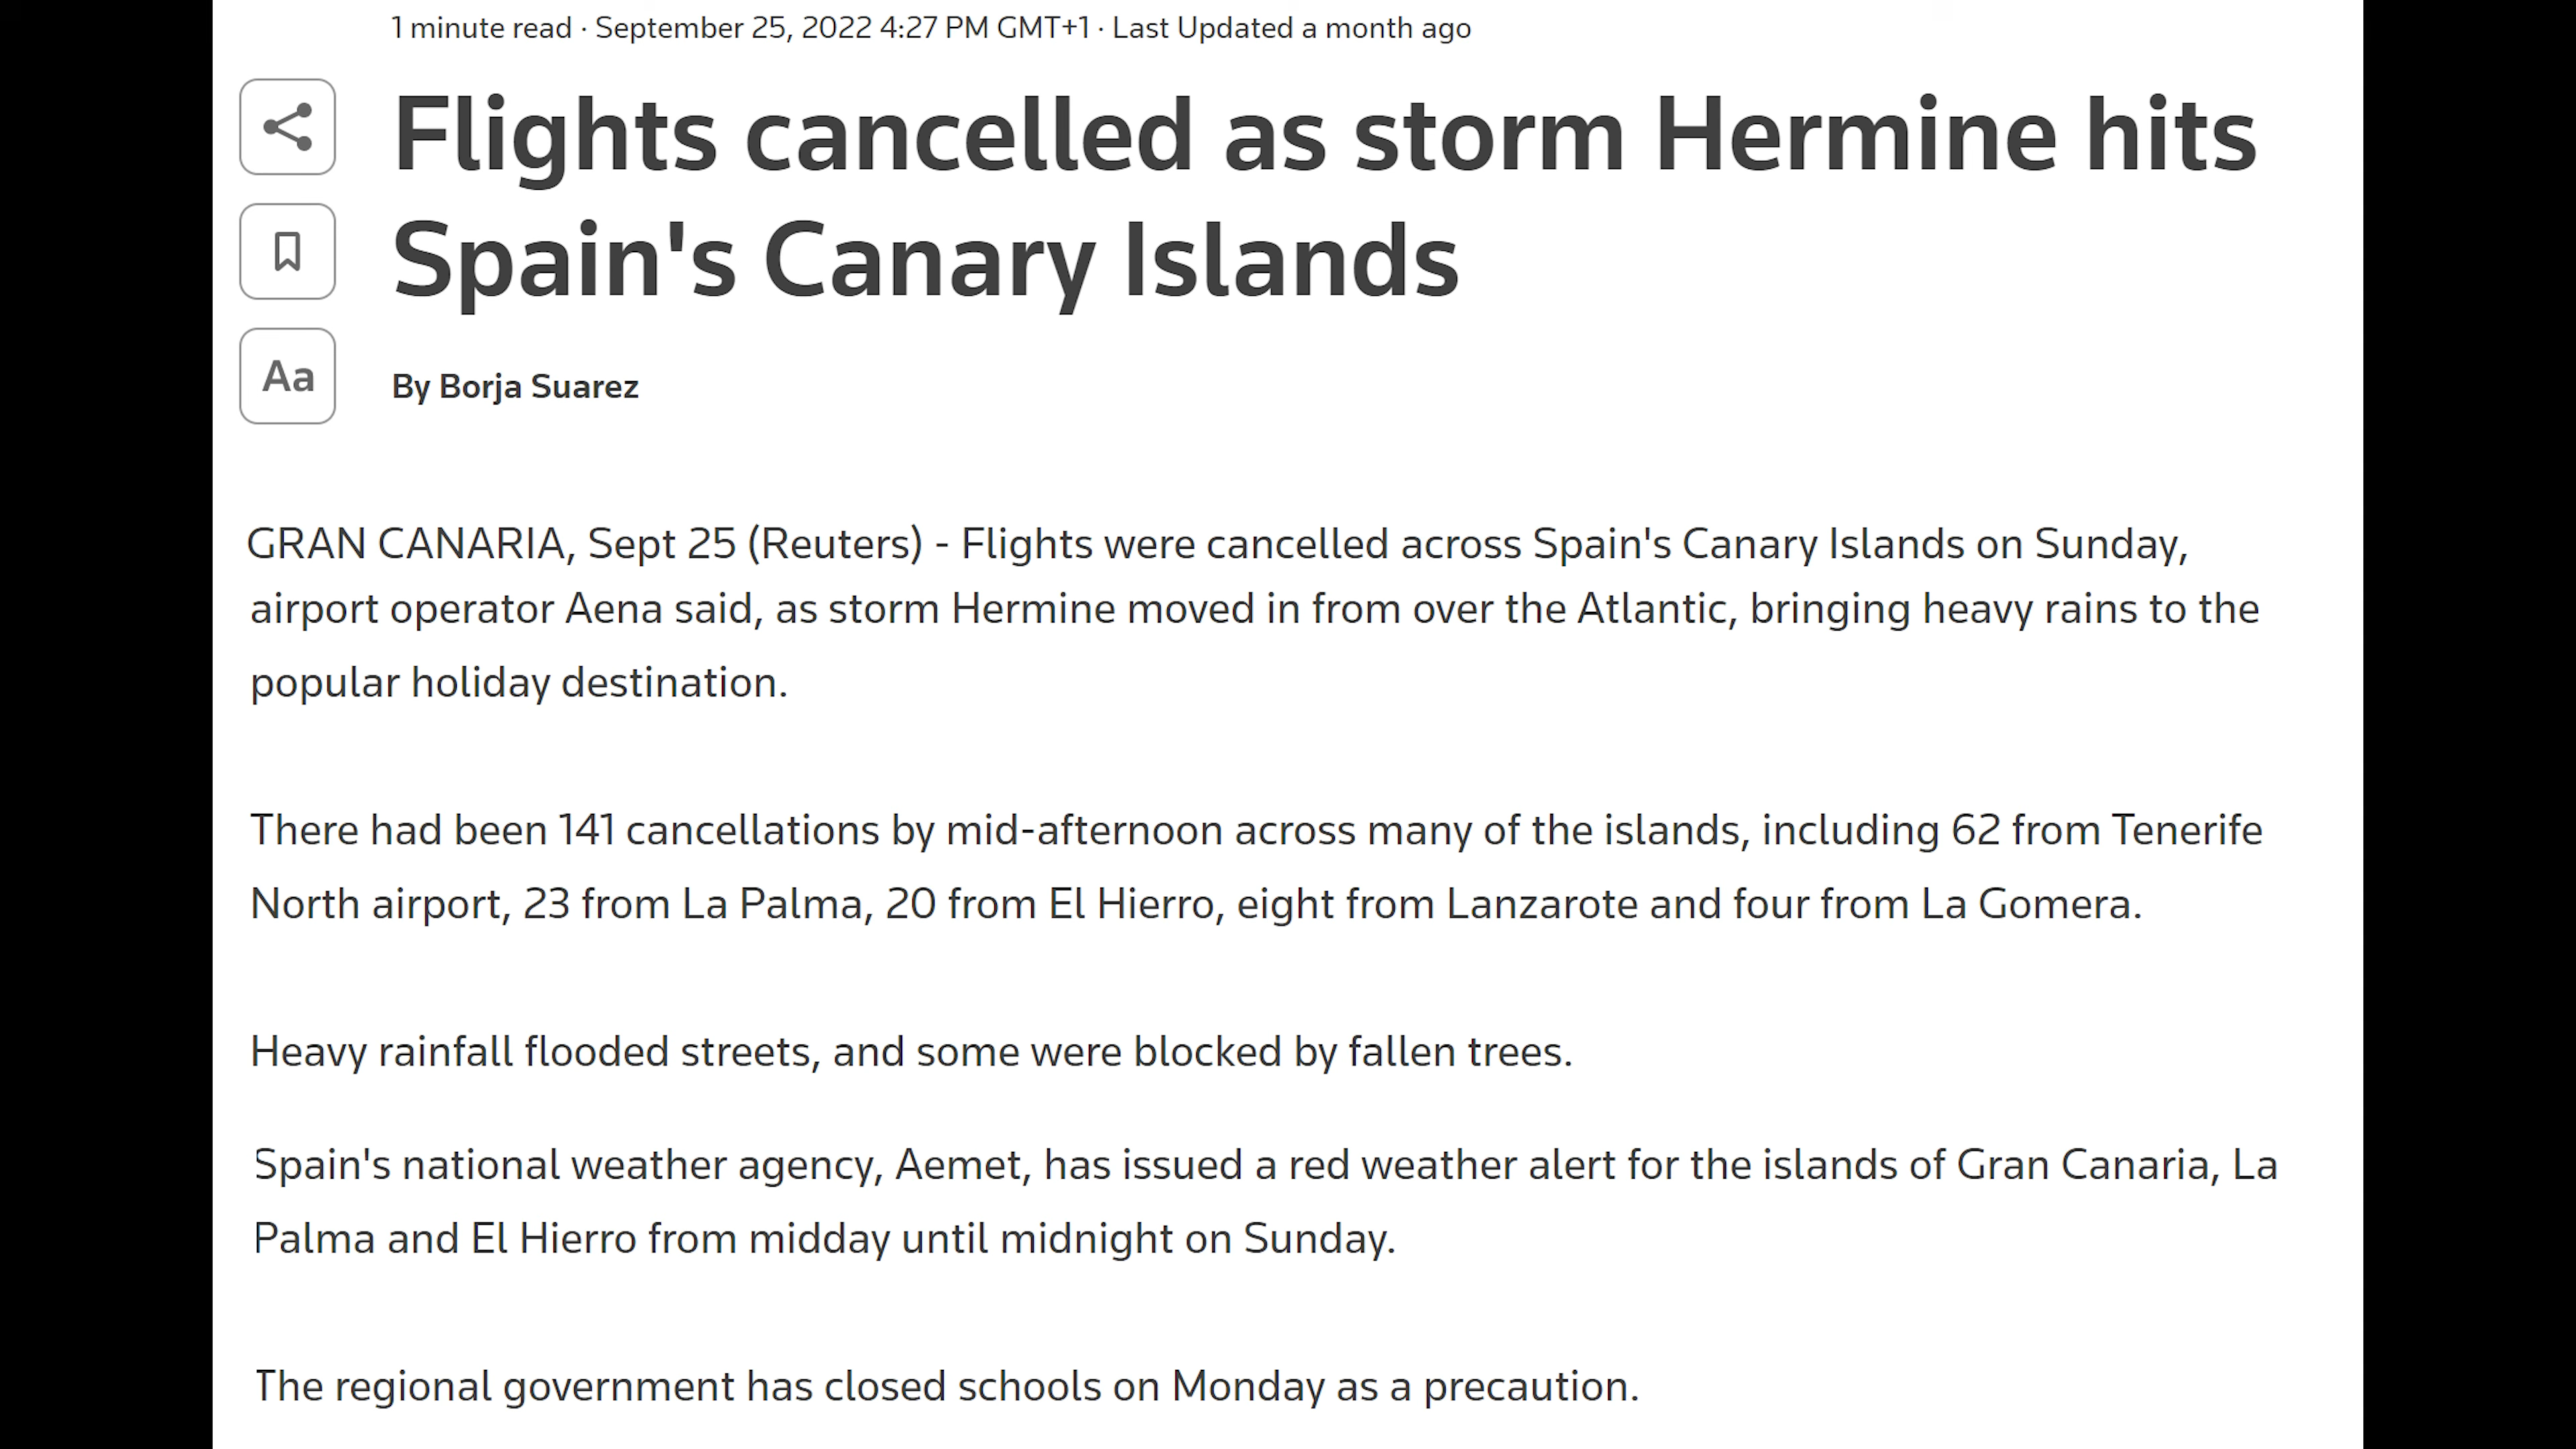 1 minute read · September 25, 2022 4:27 PM GMT+1 · Last Updated a month ago
Flights cancelled as storm Hermine hits
Spain's Canary Islands
Aa
By Borja Suarez
GRAN CANARIA, Sept 25 (Reuters) - Flights were cancelled across Spain's Canary Islands on Sunday,
airport operator Aena said, as storm Hermine moved in from over the Atlantic, bringing heavy rains to the
popular holiday destination.
There had been 141 cancellations by mid-afternoon across many of the islands, including 62 from Tenerife
North airport, 23 from La Palma, 20 from El Hierro, eight from Lanzarote and four from La Gomera.
Heavy rainfall flooded streets, and some were blocked by fallen trees.
Spain's national weather agency, Aemet, has issued a red weather alert for the islands of Gran Canaria, La
Palma and El Hierro from midday until midnight on Sunday.
The regional government has closed schools on Monday as a precaution.